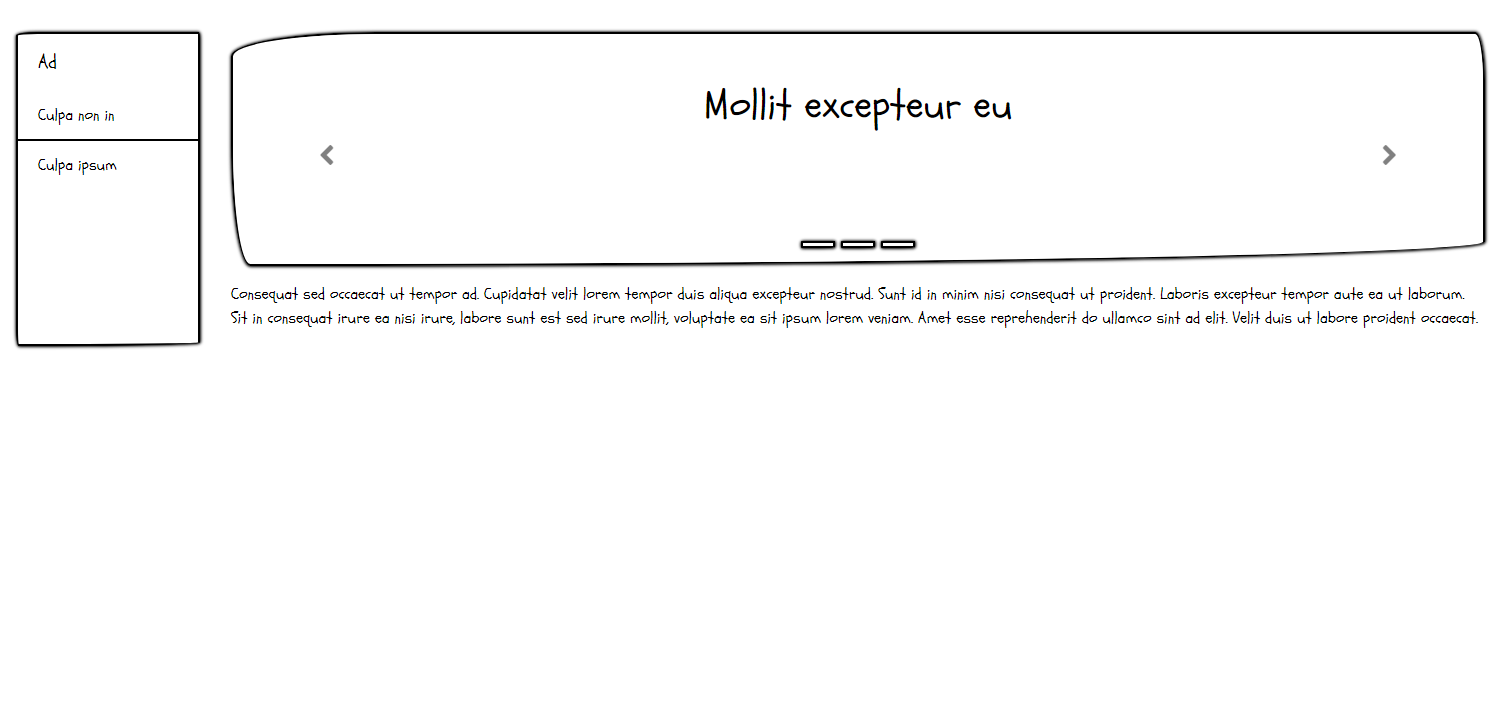 Ad
Culpa non in
Culpa ipsum
Mollit excepteur eu
Consequat sed occaecat ut tempor ad. Cupidatat velit lorem tempor duis aliqua excepteur nostrud. Sunt id in minim nisi consequat ut proident. Laboris excepteur tempor aute ea ut laborum.
Sit in consequat irure ea nisi irure, labore sunt est sed irure mollit, voluptate ea sit ipsum lorem veniam. Amet esse reprehenderit do ullamco sint ad elit. Velit duis ut labore proident occaecat.